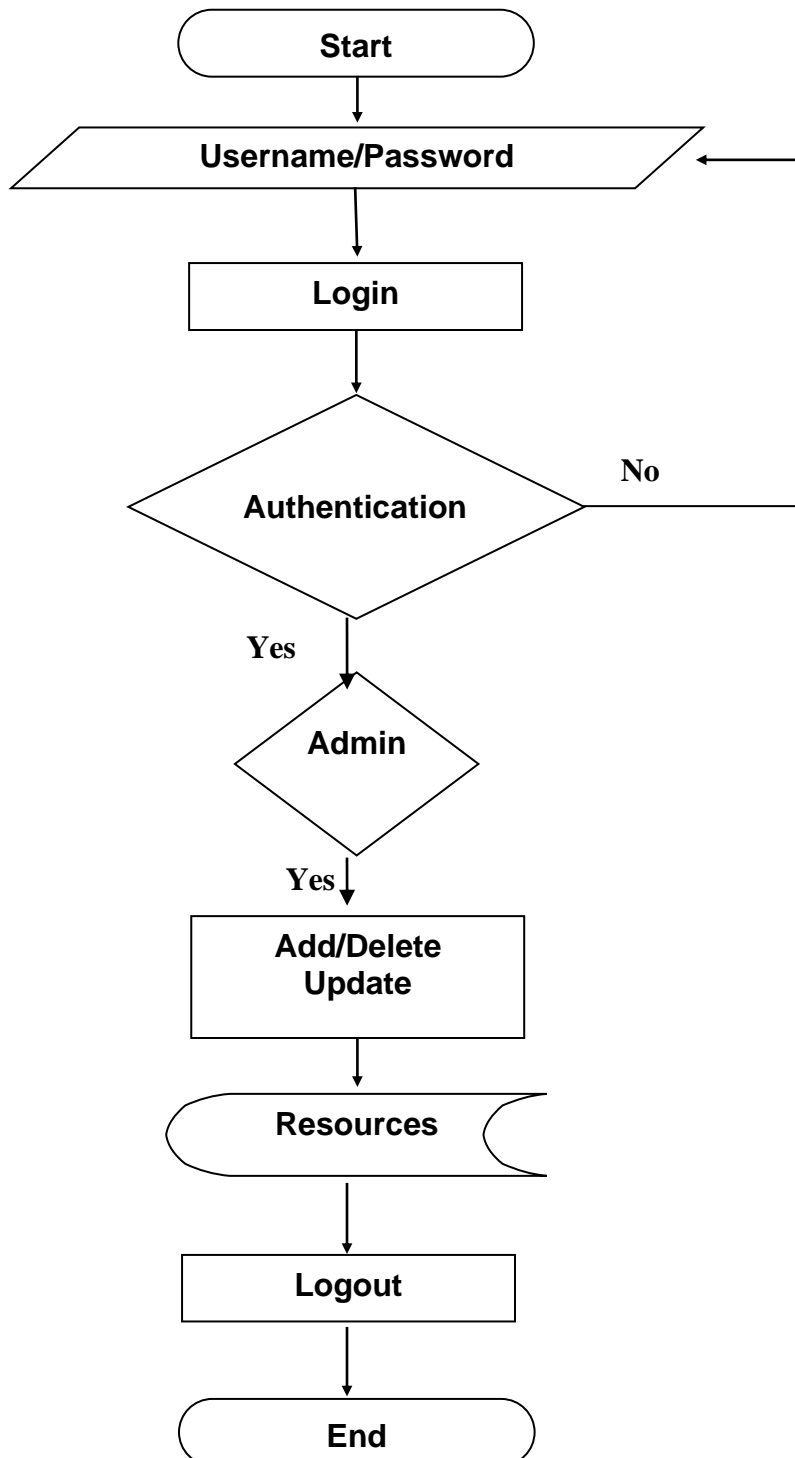 Start
Username/Password
Login
No
Authentication
Yes
Admin
Yes
Add/Delete
Update
Resources
Logout
End